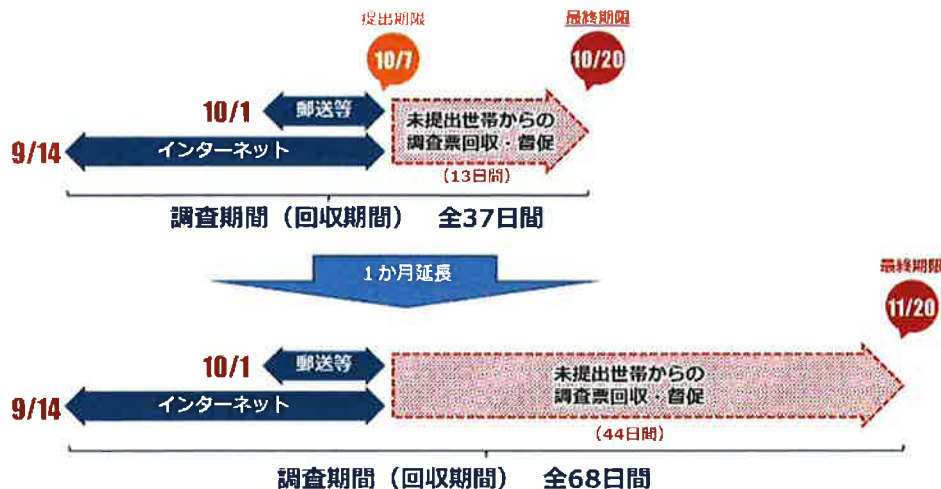 提出期限
10/7
最終期限
10/20
10/1
郵送等
9/14
インターネット
未提出世帯からの
調査票回収・督促
(13日間)
調査期間（回収期間）　全37日間
１か月延長
最終期限
11/20
10/1
郵送等
9/14
インターネット
未提出世帯からの
調査票回収・督促
(44日間)
調査期間（回収期間）　全68日間